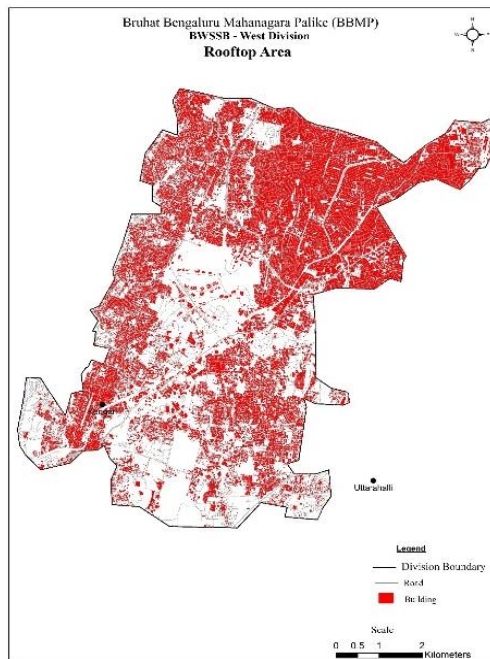 Bruhat Bengaluru Mahanagara Palike (BBMP)
BWSSB - West Division
Rooftop Area
N
Uttarahalli
Legend
Division Boundary
Road
Building
Scale
0 0.5 1 2
Kilometers